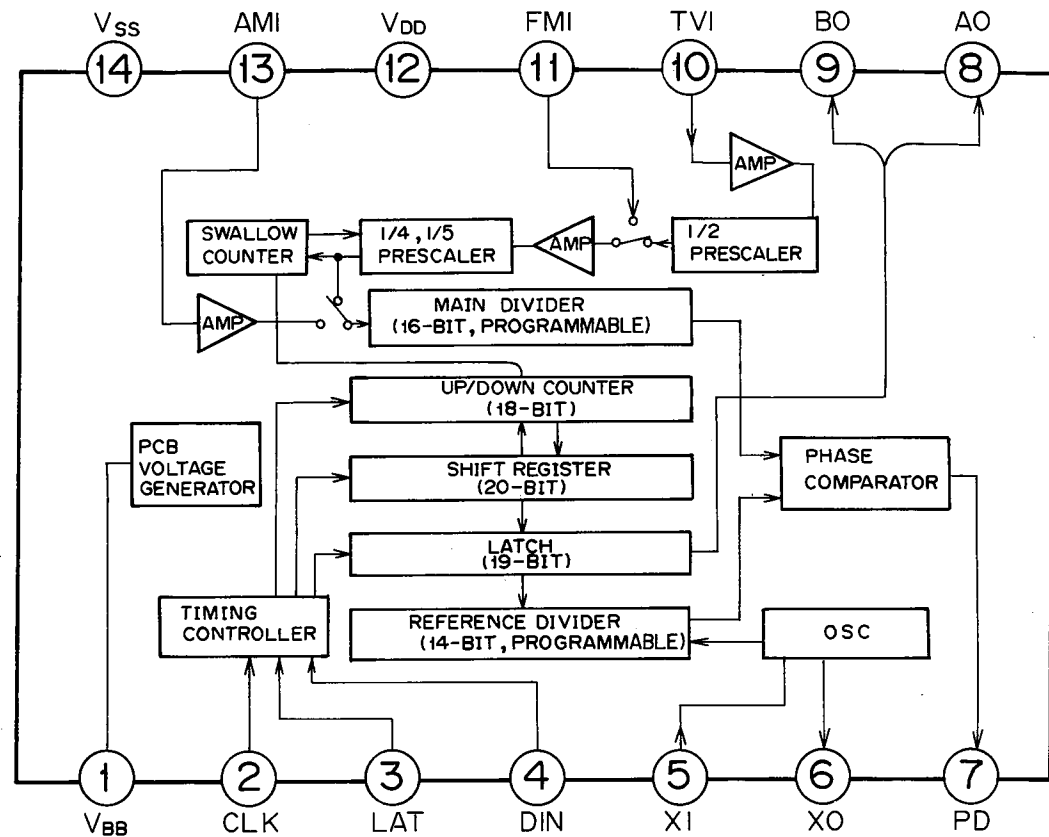 VSS AMI VDD FMI TVI BO AO
14 13 12 11 10 9 8
AMP
SWALLOW
COUNTER
1/4, 1/5
PRESCALER
AMP
1/2
PRESCALER
AMP
MAIN DIVIDER
(16-BIT, PROGRAMMABLE)
UP/DOWN COUNTER
(18-BIT)
PCB
VOLTAGE
GENERATOR
SHIFT REGISTER
(20-BIT)
PHASE
COMPARATOR
LATCH
(19-BIT)
TIMING
CONTROLLER
REFERENCE DIVIDER
(14-BIT, PROGRAMMABLE)
OSC
1 2 3 4 5 6 7
VBB CLK LAT DIN XI XO PD